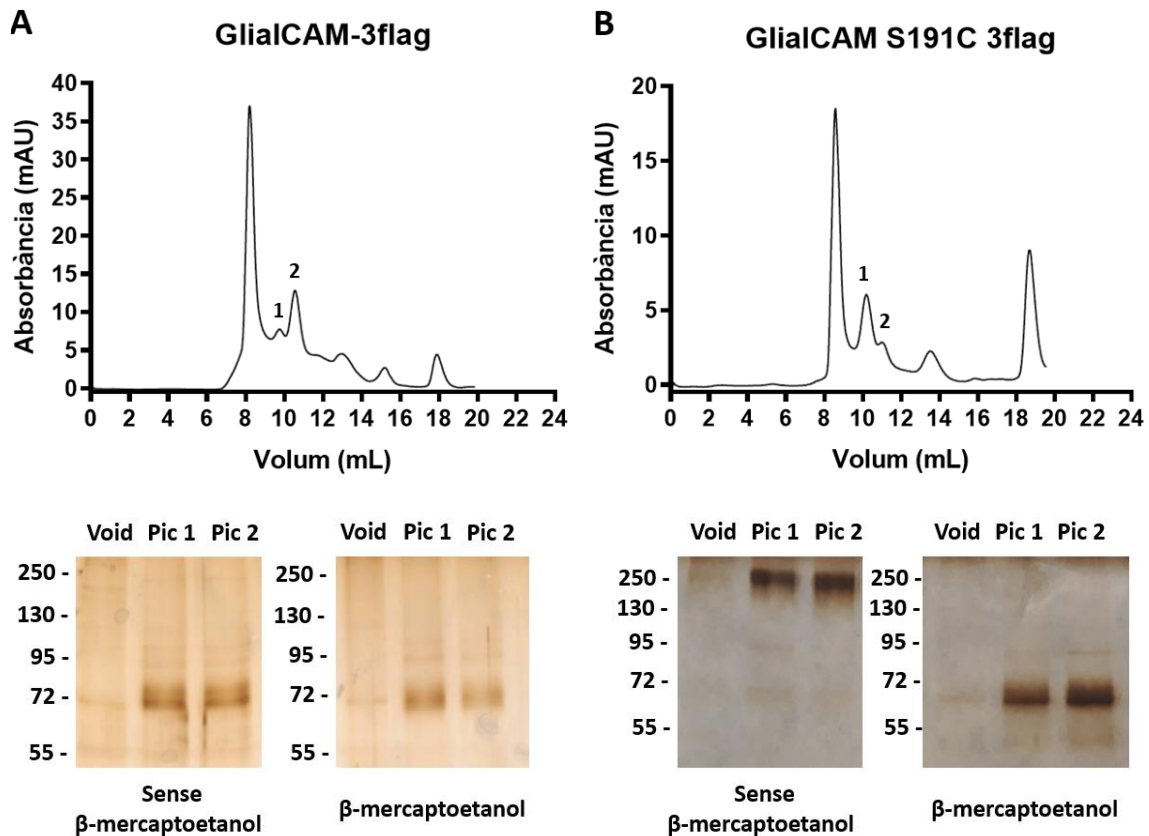 A
GlialCAM-3flag
Absorbància (mAU)
40
35
30
25
20
15
10
5
0
1
2
0 2 4 6 8 10 12 14 16 18 20 22 24
Volum (mL)
Void Pic 1 Pic 2
250 -
130 -
95 -
72 -
55 -
Sense
β-mercaptoetanol
Void Pic 1 Pic 2
250 -
130 -
95 -
72 -
55 -
β-mercaptoetanol
B
GlialCAM S191C 3flag
Absorbància (mAU)
20
15
10
5
0
1
2
0 2 4 6 8 10 12 14 16 18 20 22 24
Volum (mL)
Void Pic 1 Pic 2
250 -
130 -
95 -
72 -
55 -
Sense
β-mercaptoetanol
Void Pic 1 Pic 2
250 -
130 -
95 -
72 -
55 -
β-mercaptoetanol